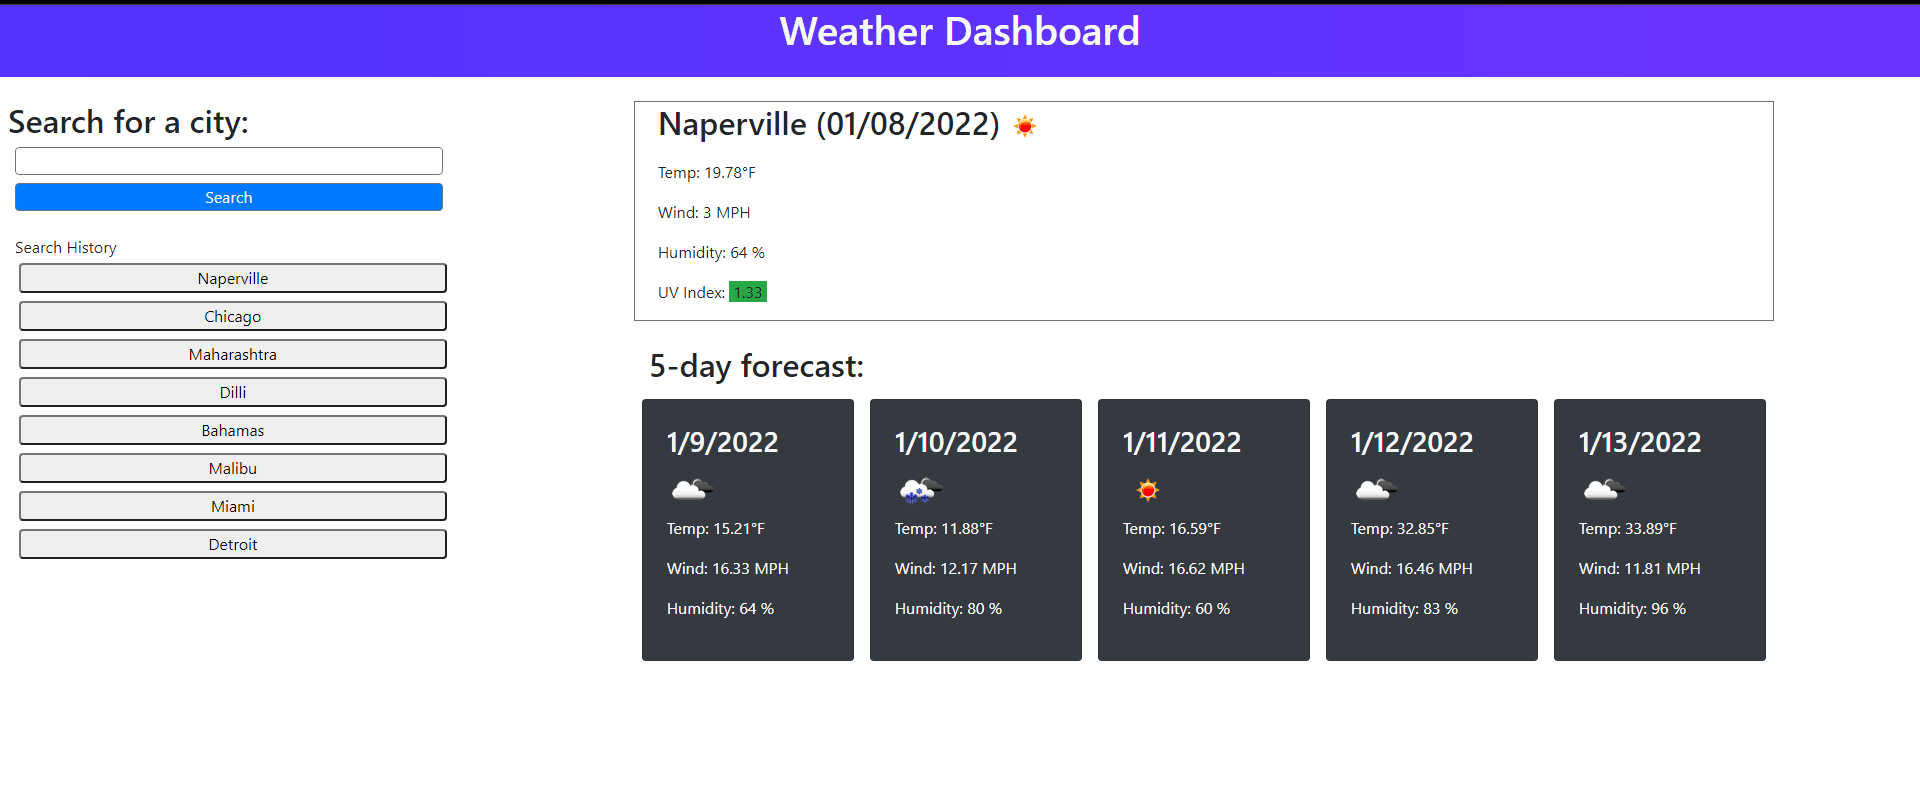 Weather Dashboard
Search for a city:
Search
Search History
Naperville
Chicago
Maharashtra
Dilli
Bahamas
Malibu
Miami
Detroit
Naperville (01/08/2022)
Temp: 19.78°F
Wind: 3 MPH
Humidity: 64 %
UV Index: 1.33
5-day forecast:
1/9/2022
Temp: 15.21°F
Wind: 16.33 MPH
Humidity: 64 %
1/10/2022
Temp: 11.88°F
Wind: 12.17 MPH
Humidity: 80 %
1/11/2022
Temp: 16.59°F
Wind: 16.62 MPH
Humidity: 60 %
1/12/2022
Temp: 32.85°F
Wind: 16.46 MPH
Humidity: 83 %
1/13/2022
Temp: 33.89°F
Wind: 11.81 MPH
Humidity: 96 %